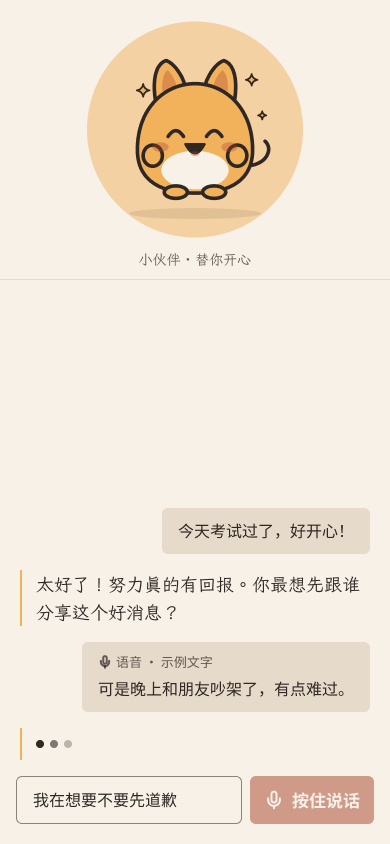 小伙伴·替你开心
今天考试过了，好开心！
太好了！努力真的有回报。你最想先跟谁
分享这个好消息？
语音 · 示例文字
可是晚上和朋友吵架了，有点难过。
我在想要不要先道歉
按住说话